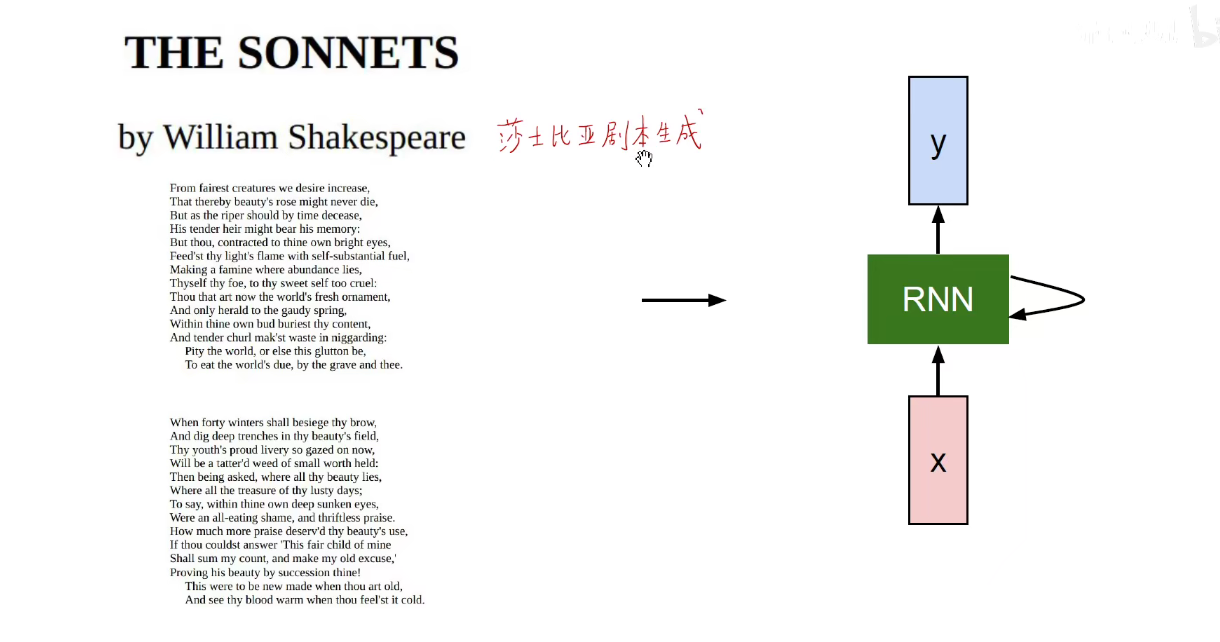 THE SONNETS
by William Shakespeare
莎士比亚剧本生成
From fairest creatures we desire increase,
That thereby beauty's rose might never die,
But as the riper should by time decease,
His tender heir might bear his memory:
But thou, contracted to thine own bright eyes,
Feed'st thy light's flame with self-substantial fuel,
Making a famine where abundance lies,
Thyself thy foe, to thy sweet self too cruel:
Thou that art now the world's fresh ornament,
And only herald to the gaudy spring,
Within thine own bud buriest thy content,
And tender churl mak'st waste in niggarding:
Pity the world, or else this glutton be,
To eat the world's due, by the grave and thee.
When forty winters shall besiege thy brow,
And dig deep trenches in thy beauty's field,
Thy youth's proud livery so gazed on now,
Will be a tatter'd weed of small worth held:
Then being asked, where all thy beauty lies,
Where all the treasure of thy lusty days;
To say, within thine own deep sunken eyes,
Were an all-eating shame, and thriftless praise.
How much more praise deserv'd thy beauty's use,
If thou couldst answer 'This fair child of mine
Shall sum my count, and make my old excuse,'
Proving his beauty by succession thine!
This were to be new made when thou art old,
And see thy blood warm when thou feel'st it cold.
y
RNN
x